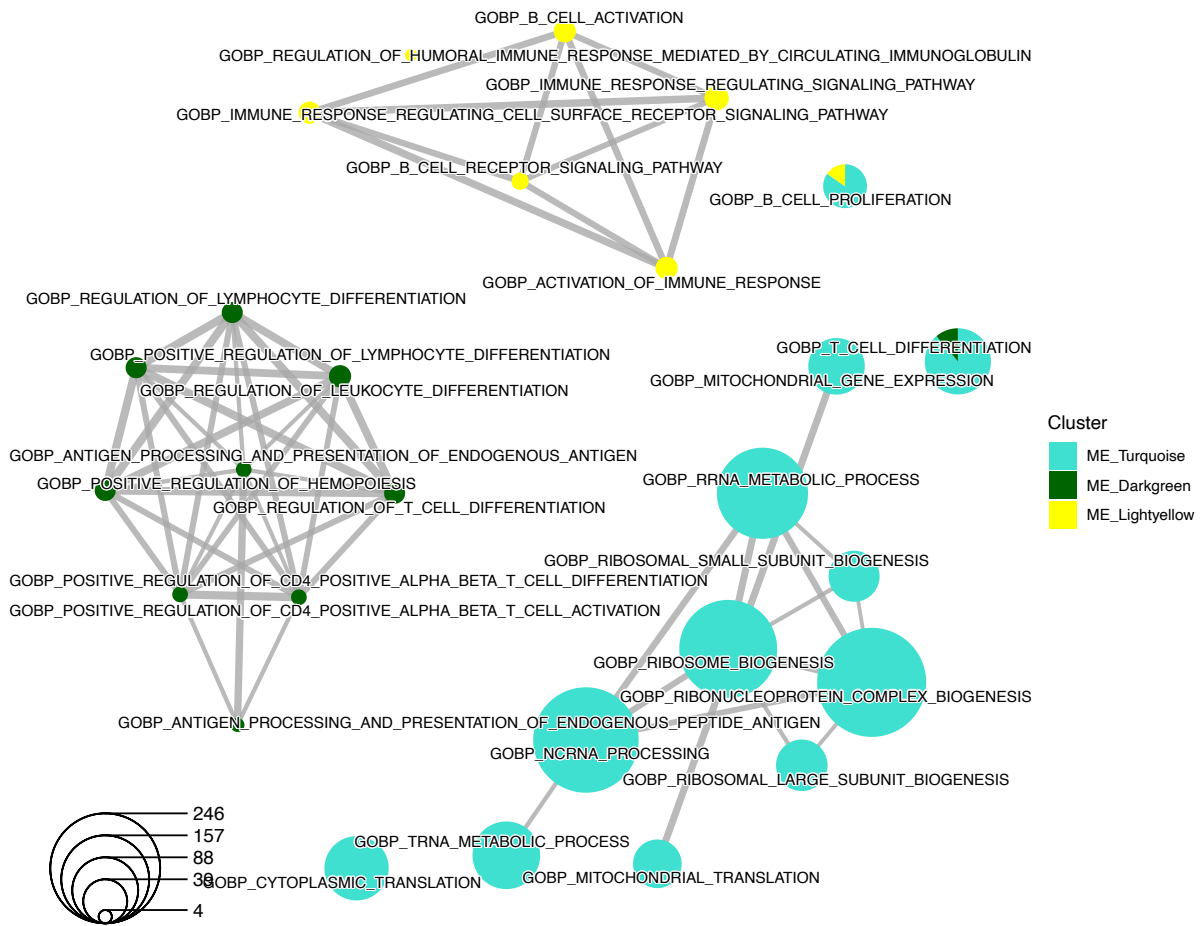 GOBP_B_CELL_ACTIVATION
GOBP_REGULATION_OF_HUMORAL_IMMUNE_RESPONSE_MEDIATED_BY_CIRCULATING_IMMUNOGLOBULIN
GOBP_IMMUNE_RESPONSE_REGULATING_SIGNALING_PATHWAY
GOBP_IMMUNE_RESPONSE_REGULATING_CELL_SURFACE_RECEPTOR_SIGNALING_PATHWAY
GOBP_B_CELL_RECEPTOR_SIGNALING_PATHWAY
GOBP_B_CELL_PROLIFERATION
GOBP_ACTIVATION_OF_IMMUNE_RESPONSE
GOBP_REGULATION_OF_LYMPHOCYTE_DIFFERENTIATION
GOBP_T_CELL_DIFFERENTIATION
GOBP_POSITIVE_REGULATION_OF_LYMPHOCYTE_DIFFERENTIATION
GOBP_MITOCHONDRIAL_GENE_EXPRESSION
GOBP_REGULATION_OF_LEUKOCYTE_DIFFERENTIATION
Cluster
ME_Turquoise
ME_Darkgreen
ME_Lightyellow
GOBP_ANTIGEN_PROCESSING_AND_PRESENTATION_OF_ENDOGENOUS_ANTIGEN
GOBP_RRNA_METABOLIC_PROCESS
GOBP_POSITIVE_REGULATION_OF_HEMOPOIESIS
GOBP_REGULATION_OF_T_CELL_DIFFERENTIATION
GOBP_RIBOSOMAL_SMALL_SUBUNIT_BIOGENESIS
GOBP_POSITIVE_REGULATION_OF_CD4_POSITIVE_ALPHA_BETA_T_CELL_DIFFERENTIATION
GOBP_POSITIVE_REGULATION_OF_CD4_POSITIVE_ALPHA_BETA_T_CELL_ACTIVATION
GOBP_RIBOSOME_BIOGENESIS
GOBP_RIBONUCLEOPROTEIN_COMPLEX_BIOGENESIS
GOBP_ANTIGEN_PROCESSING_AND_PRESENTATION_OF_ENDOGENOUS_PEPTIDE_ANTIGEN
GOBP_NCRNA_PROCESSING
GOBP_RIBOSOMAL_LARGE_SUBUNIT_BIOGENESIS
GOBP_TRNA_METABOLIC_PROCESS
GOBP_MITOCHONDRIAL_TRANSLATION
GOBP_CYTOPLASMIC_TRANSLATION
246
157
88
39
4